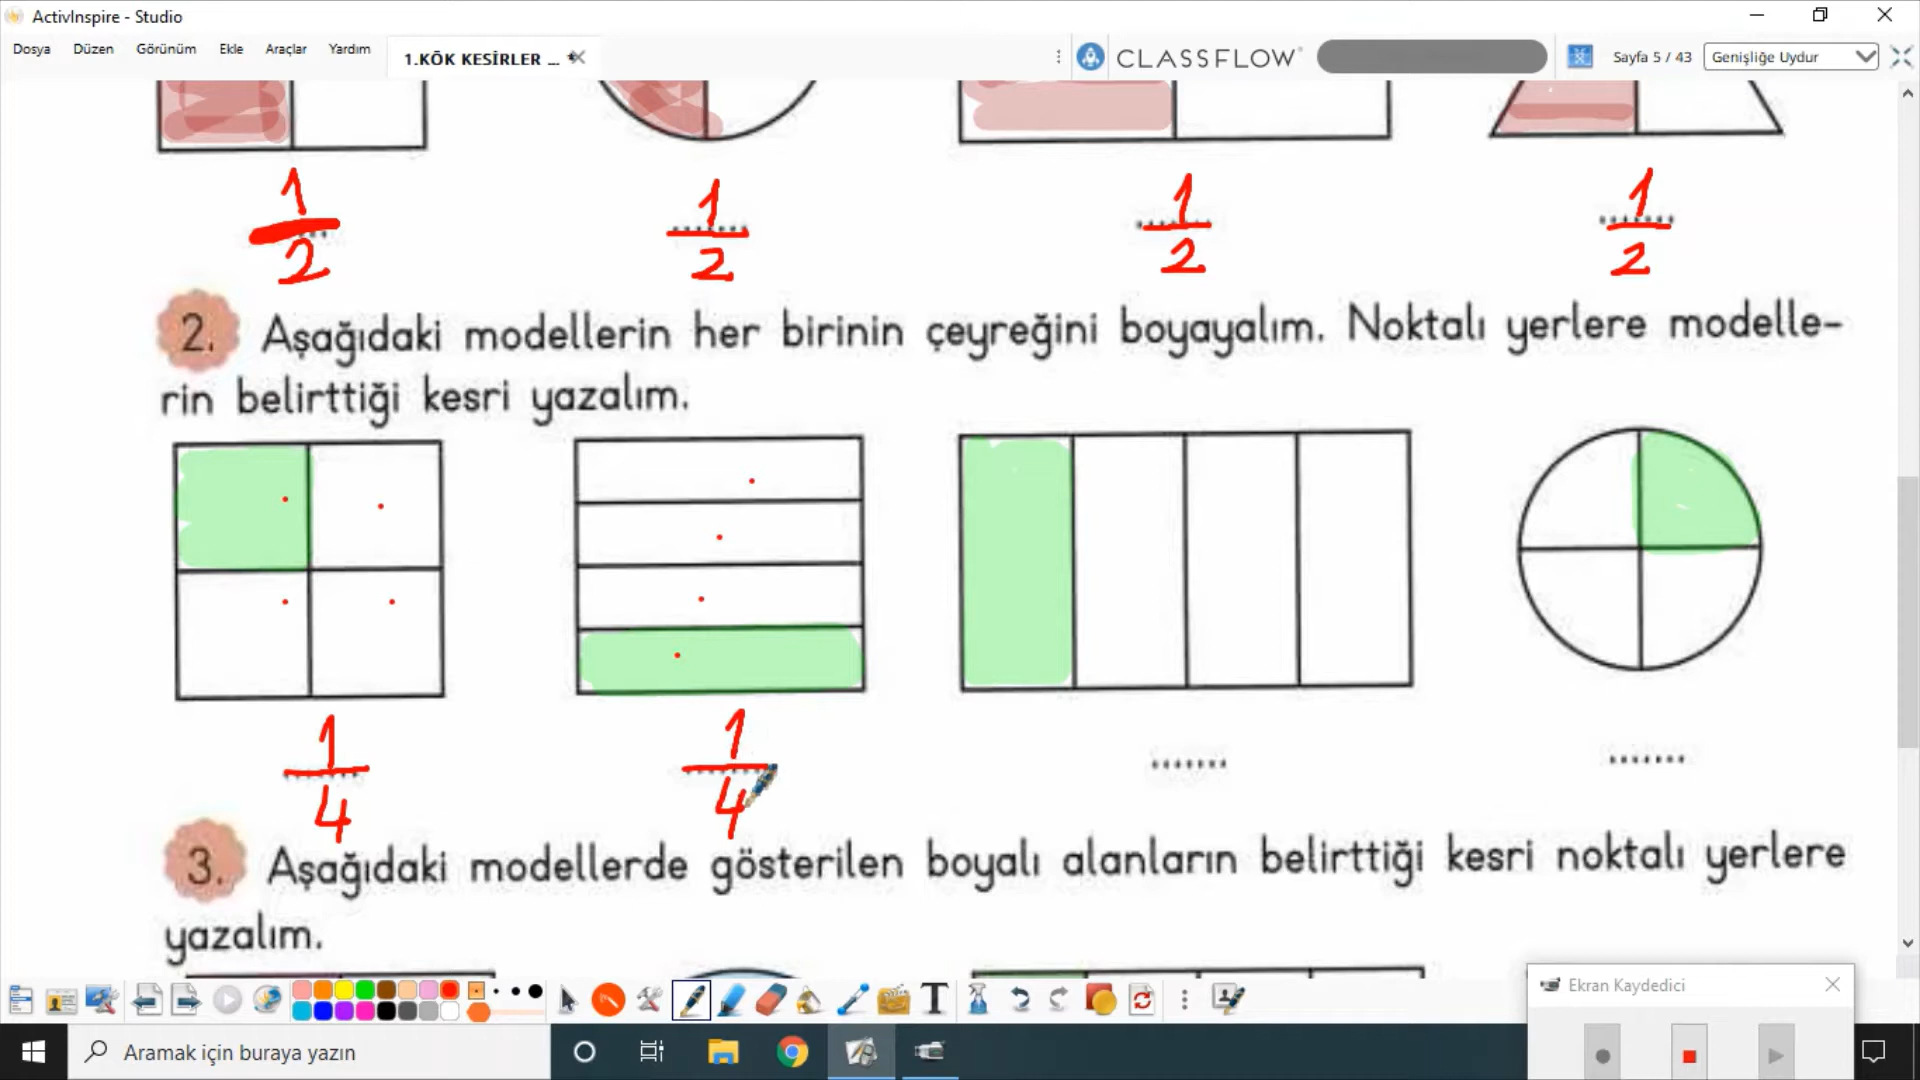 ActivInspire - Studio
Dosya Düzen Görünüm Ekle Araçlar Yardım
1.KÖK KESİRLER ...
CLASSFLOW
Sayfa 5 / 43
Genişliğe Uydur
1/2 1/2 1/2 1/2
2. Aşağıdaki modellerin her birinin çeyreğini boyayalım. Noktalı yerlere modelle-
rin belirttiği kesri yazalım.
1/4 1/4 ....... .......
3. Aşağıdaki modellerde gösterilen boyalı alanların belirttiği kesri noktalı yerlere
yazalım.
Ekran Kaydedici
Aramak için buraya yazın